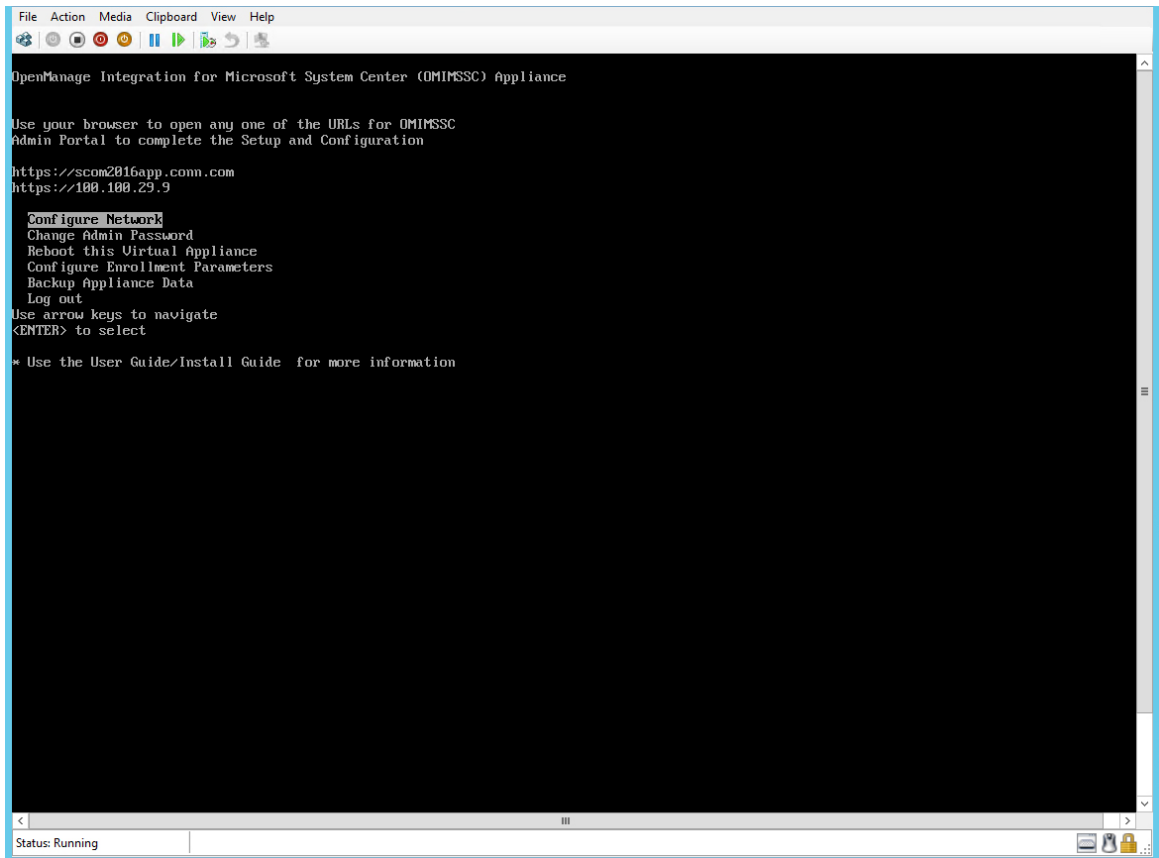 File Action Media Clipboard View Help
OpenManage Integration for Microsoft System Center (OMIMSSC) Appliance
Use your browser to open any one of the URLs for OMIMSSC
Admin Portal to complete the Setup and Configuration
https://scom2016app.conn.com
https://100.100.29.9
Configure Network
Change Admin Password
Reboot this Virtual Appliance
Configure Enrollment Parameters
Backup Appliance Data
Log out
Use arrow keys to navigate
<ENTER> to select
* Use the User Guide/Install Guide  for more information
Status: Running